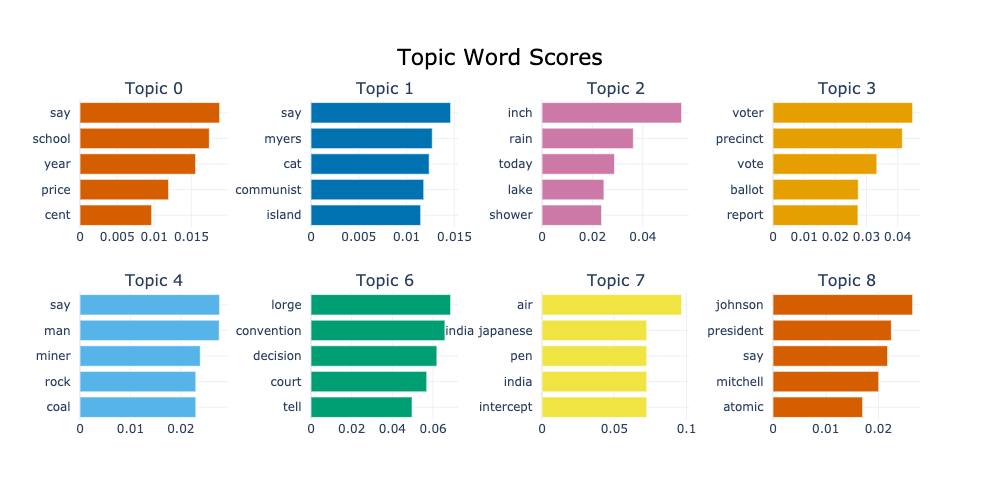 Topic Word Scores
Topic 0
say
school
year
price
cent
0 0.005 0.01 0.015
Topic 1
say
myers
cat
communist
island
0 0.005 0.01 0.015
Topic 2
inch
rain
today
lake
shower
0 0.02 0.04
Topic 3
voter
precinct
vote
ballot
report
0 0.01 0.02 0.03 0.04
Topic 4
say
man
miner
rock
coal
0 0.01 0.02
Topic 6
lorge
convention
decision
court
tell
0 0.02 0.04 0.06
Topic 7
air
india japanese
pen
india
intercept
0 0.05 0.1
Topic 8
johnson
president
say
mitchell
atomic
0 0.01 0.02